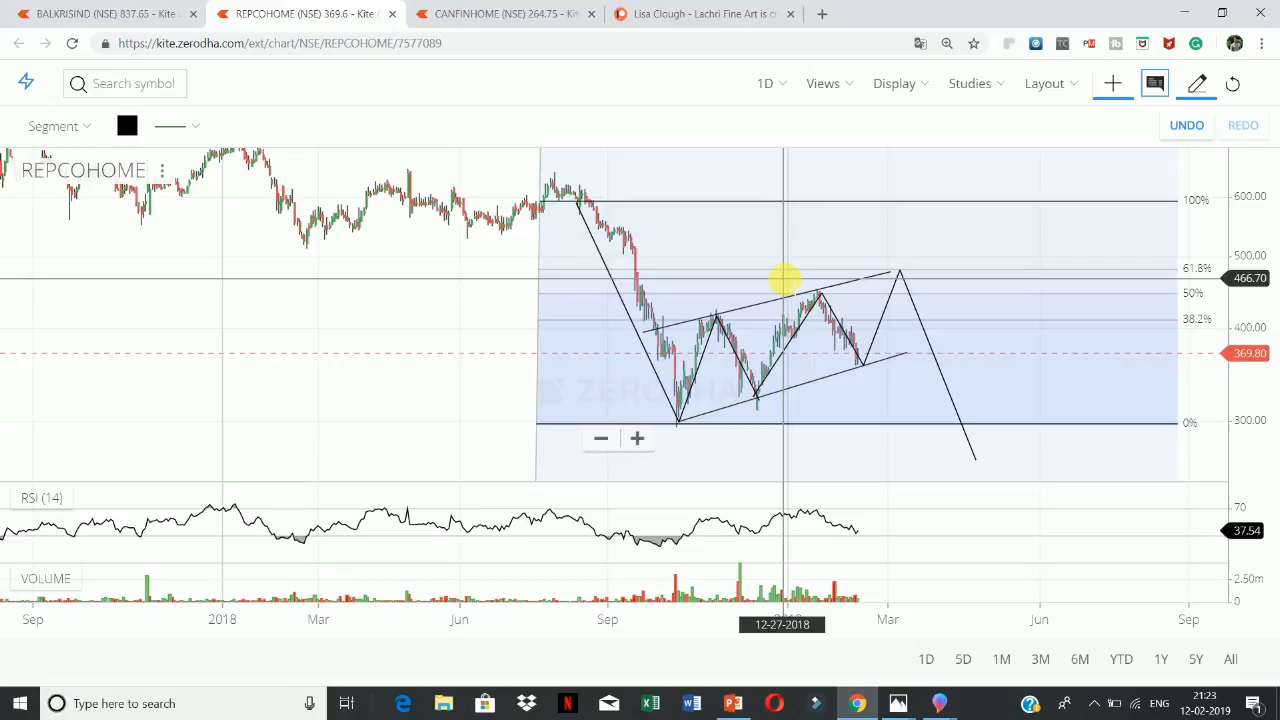 BALKRISIND (NSE) 837.65 - Kite C
REPCOHOME (NSE) 369.6 - Kite C
CANFINHOME (NSE) 264.75 - Kite
Lisa Clough - Lachri Fine Art is c
https://kite.zerodha.com/ext/chart/NSE/REPCOHOME/7577089
Search symbol
1D
Views
Display
Studies
Layout
Segment
UNDO
REDO
REPCOHOME
100%
600.00
500.00
61.8%
466.70
50%
38.2%
400.00
369.80
ZERODHA
0%
300.00
RSI (14)
70
37.54
VOLUME
2.50m
0
Sep
2018
Mar
Jun
Sep
Mar
Jun
Sep
12-27-2018
1D
5D
1M
3M
6M
YTD
1Y
5Y
All
Type here to search
ENG
21:23
12-02-2019